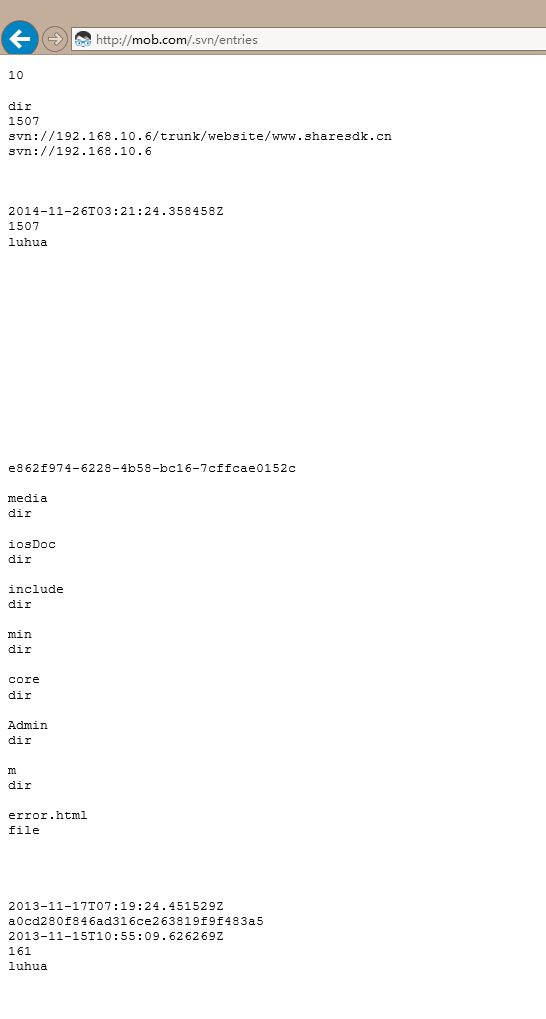 http://mob.com/.svn/entries
10
dir
1507
svn://192.168.10.6/trunk/website/www.sharesdk.cn
svn://192.168.10.6
2014-11-26T03:21:24.358458Z
1507
luhua
e862f974-6228-4b58-bc16-7cffcae0152c
media
dir
iosDoc
dir
include
dir
min
dir
core
dir
Admin
dir
m
dir
error.html
file
2013-11-17T07:19:24.451529Z
a0cd280f846ad316ce263819f9f483a5
2013-11-15T10:55:09.626269Z
161
luhua